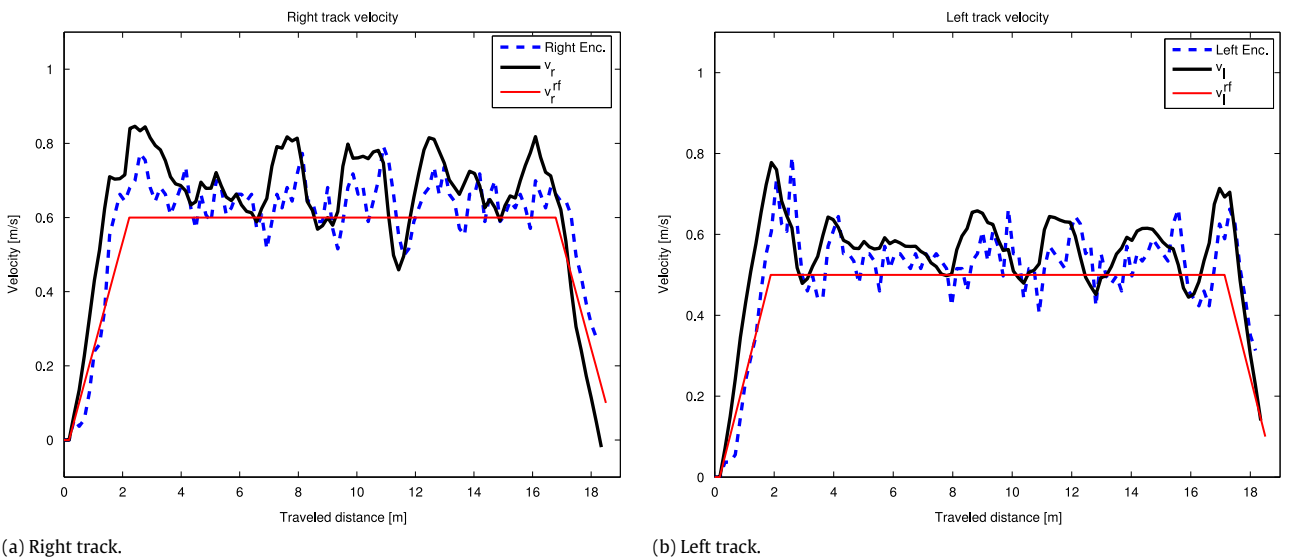 Right track velocity
Right Enc.
v_r
v_r^rf
1
0.8
0.6
0.4
0.2
0
Velocity [m/s]
0 2 4 6 8 10 12 14 16 18
Traveled distance [m]
(a) Right track.
Left track velocity
Left Enc.
v_l
v_l^rf
1
0.8
0.6
0.4
0.2
0
Velocity [m/s]
0 2 4 6 8 10 12 14 16 18
Traveled distance [m]
(b) Left track.